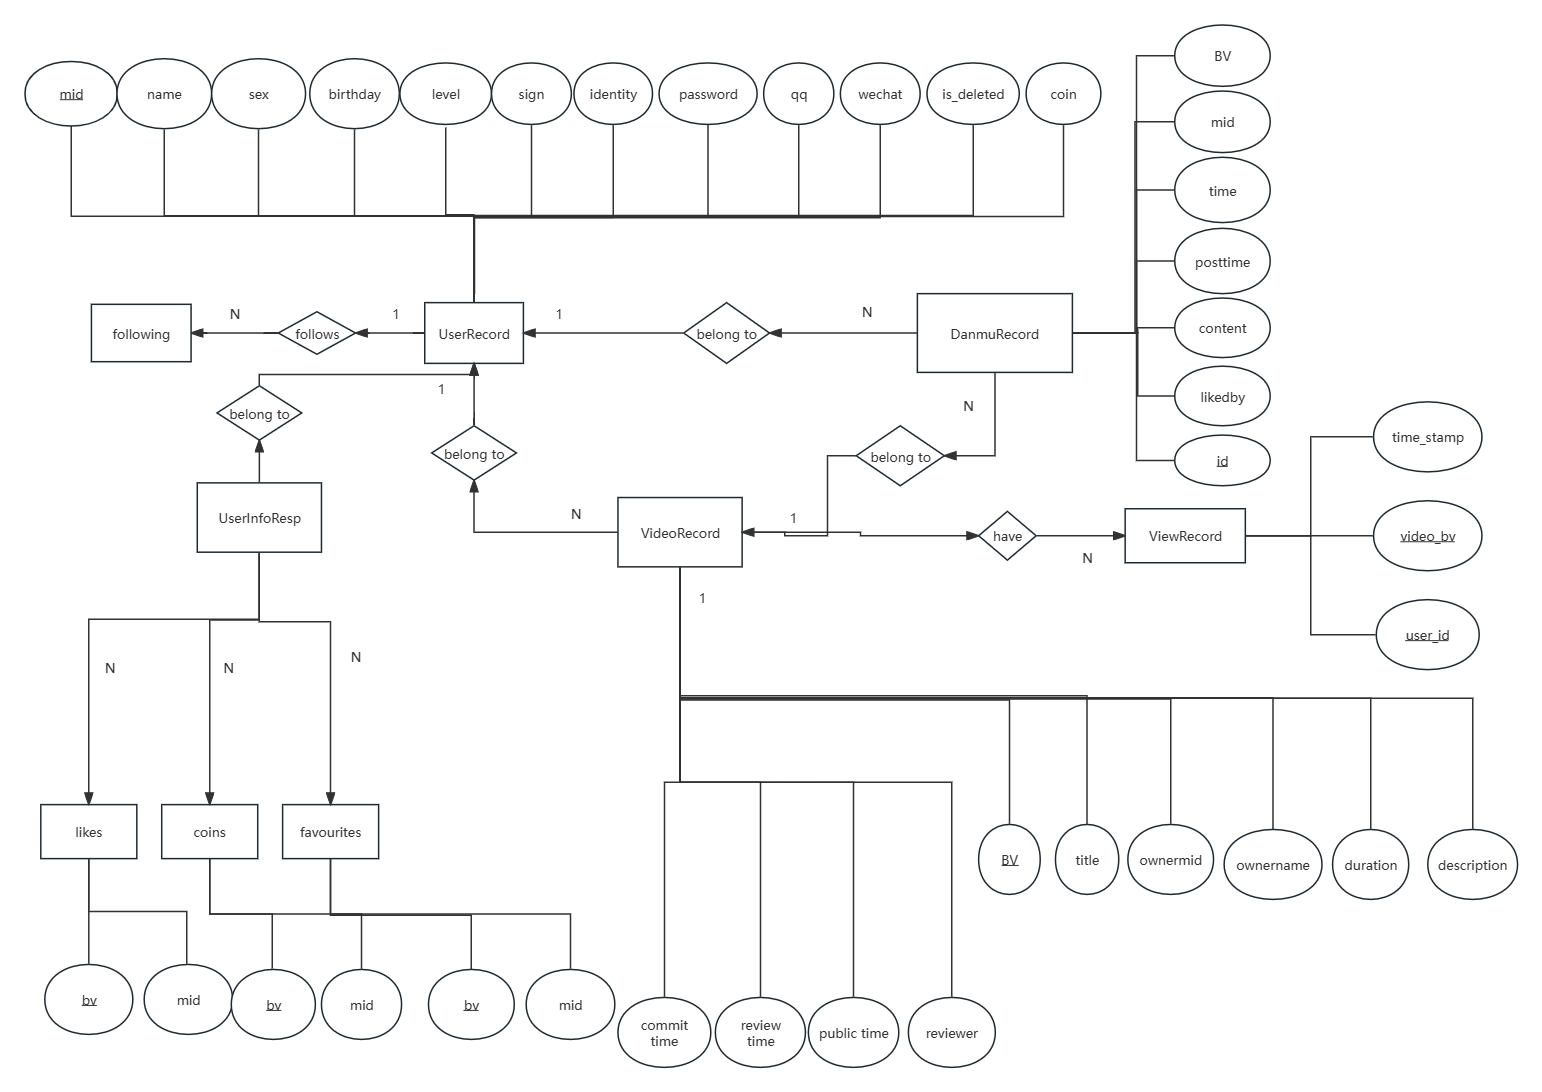 mid
name
sex
birthday
level
sign
identity
password
qq
wechat
is_deleted
coin
BV
mid
time
posttime
content
likedby
id
following
N
follows
1
UserRecord
1
belong to
N
DanmuRecord
belong to
1
belong to
N
belong to
UserInfoResp
N
VideoRecord
1
have
N
ViewRecord
time_stamp
video_bv
user_id
1
N
N
N
likes
coins
favourites
BV
title
ownermid
ownername
duration
description
bv
mid
bv
mid
bv
mid
commit
time
review
time
public time
reviewer